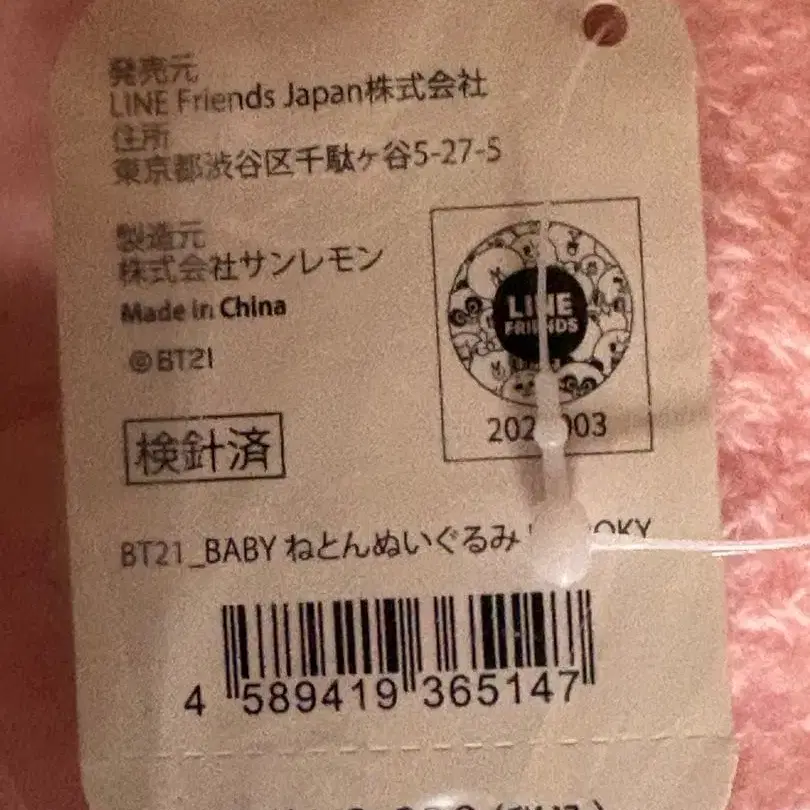 発売元
LINE Friends Japan株式会社
住所
東京都渋谷区千駄ヶ谷5-27-5
製造元
株式会社サンレモン
Made in China
©BT21
検針済
LINE
FRIENDS
BT21_BABY ねとんぬいぐるみ
4 589419 365147